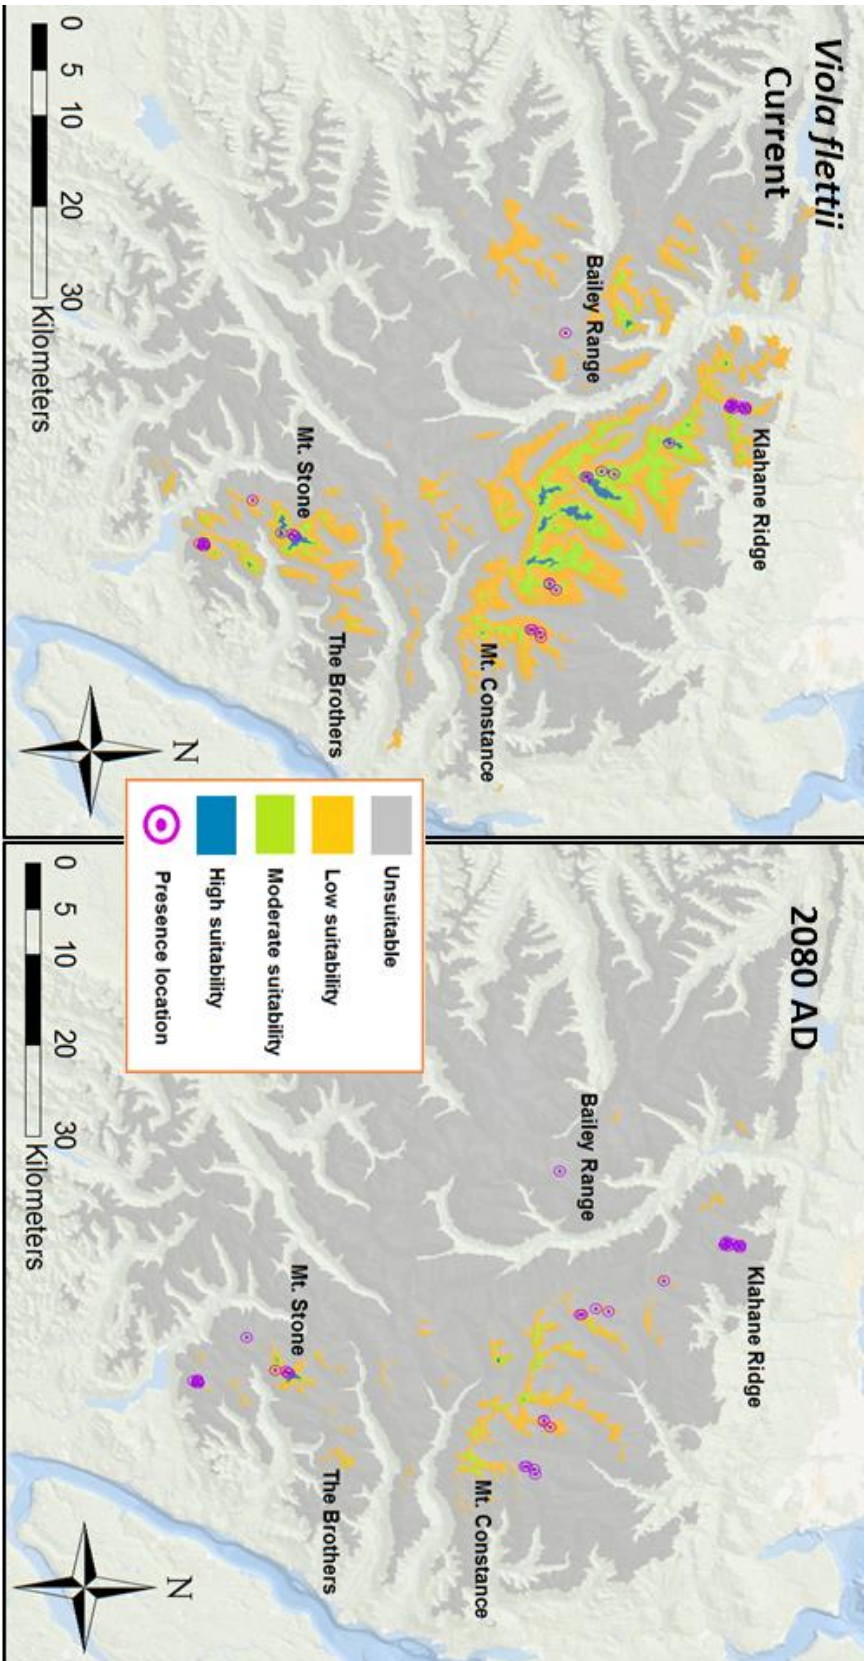 Viola flettii
Current
Klahane Ridge
Bailey Range
Mt. Constance
The Brothers
Mt. Stone
N
0 5 10 20 30
Kilometers
2080 AD
Klahane Ridge
Bailey Range
Mt. Constance
The Brothers
Mt. Stone
N
0 5 10 20 30
Kilometers
Unsuitable
Low suitability
Moderate suitability
High suitability
Presence location